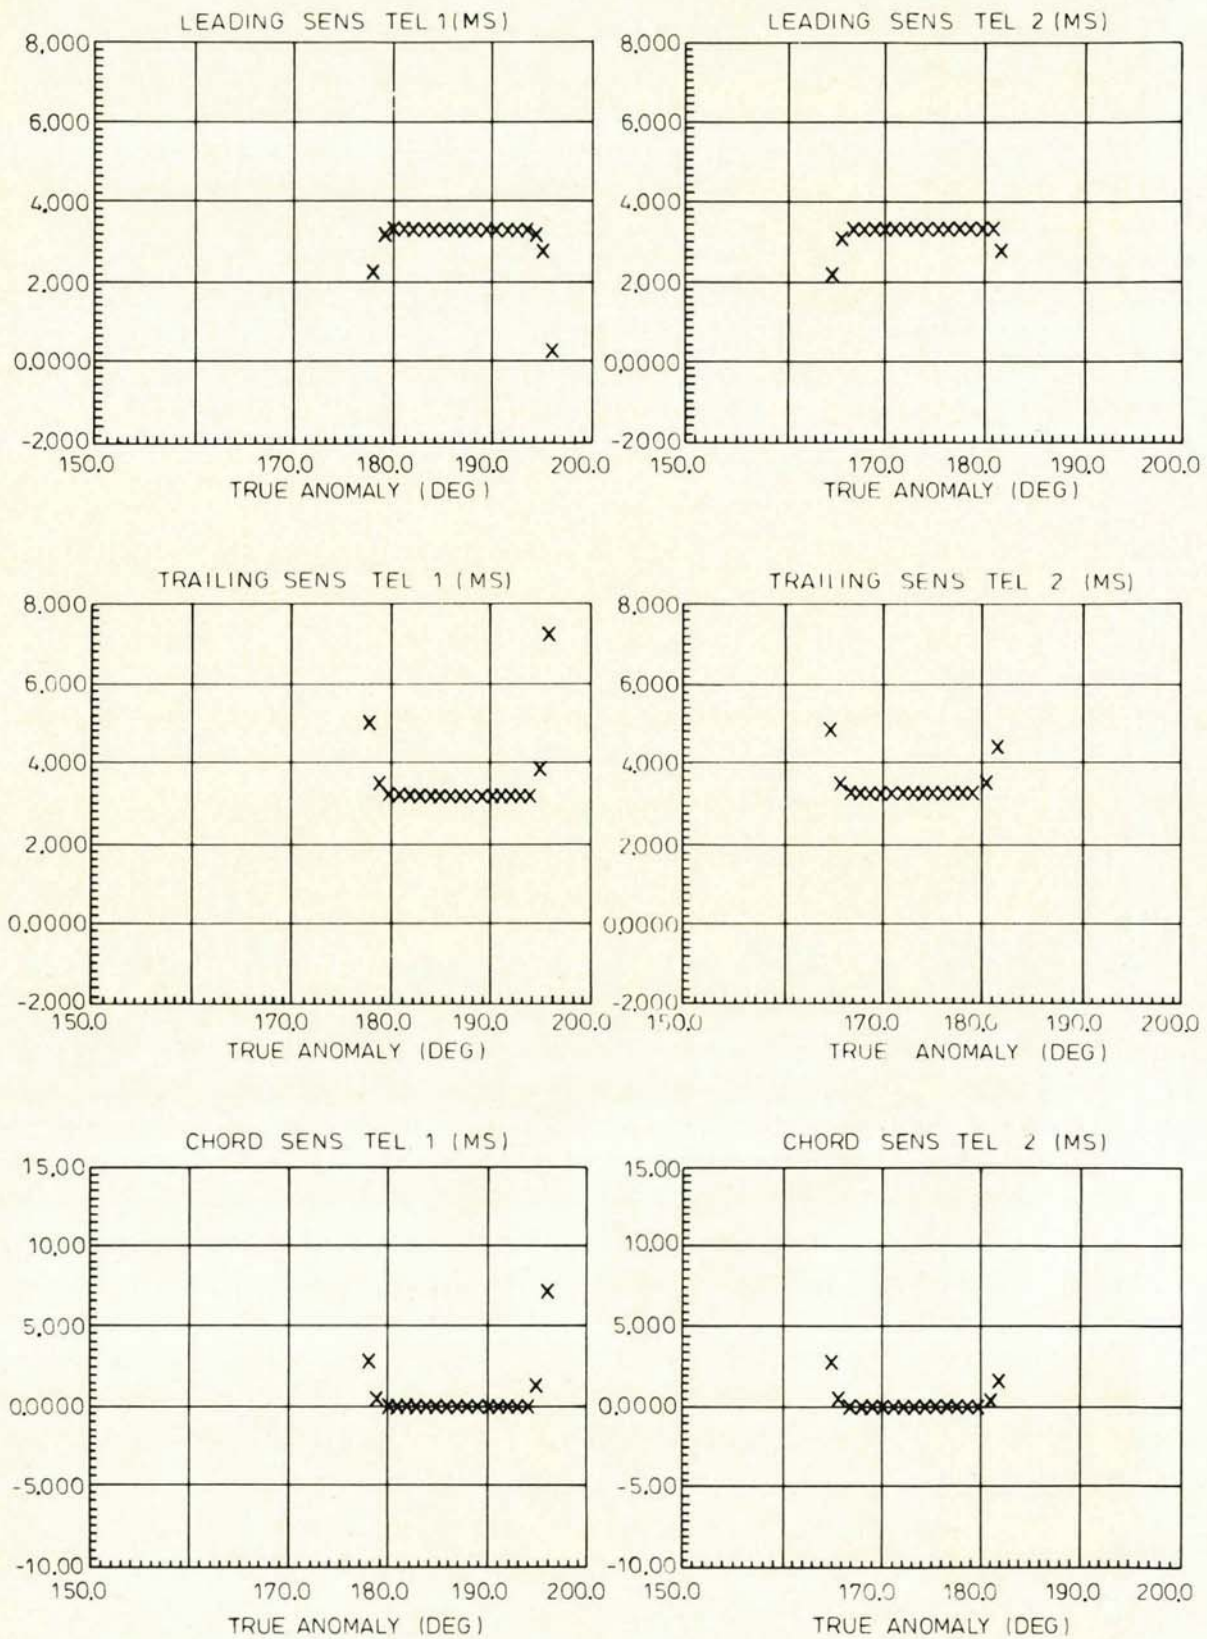 LEADING SENS TEL 1 (MS)
8,000
6,000
4,000
2,000
0.0000
-2,000
150.0 170.0 180.0 190.0 200.0
TRUE ANOMALY (DEG)
LEADING SENS TEL 2 (MS)
8,000
6,000
4,000
2,000
0.0000
-2000
150.0 170.0 180.0 190.0 200.0
TRUE ANOMALY (DEG)
TRAILING SENS TEL 1 (MS)
8,000
6,000
4,000
2,000
0.0000
-2,000
150.0 170.0 180.0 190.0 200.0
TRUE ANOMALY (DEG)
TRAILING SENS TEL 2 (MS)
8,000
6,000
4,000
2,000
0.0000
-2,000
150.0 170.0 180.0 190.0 200.0
TRUE ANOMALY (DEG)
CHORD SENS TEL 1 (MS)
15.00
10.00
5,000
0.0000
-5,000
-10.00
150.0 170.0 180.0 190.0 200.0
TRUE ANOMALY (DEG)
CHORD SENS TEL 2 (MS)
15.00
10.00
5,000
0.0000
-5.00
-10.00
150.0 170.0 180.0 190.0 200.0
TRUE ANOMALY (DEG)